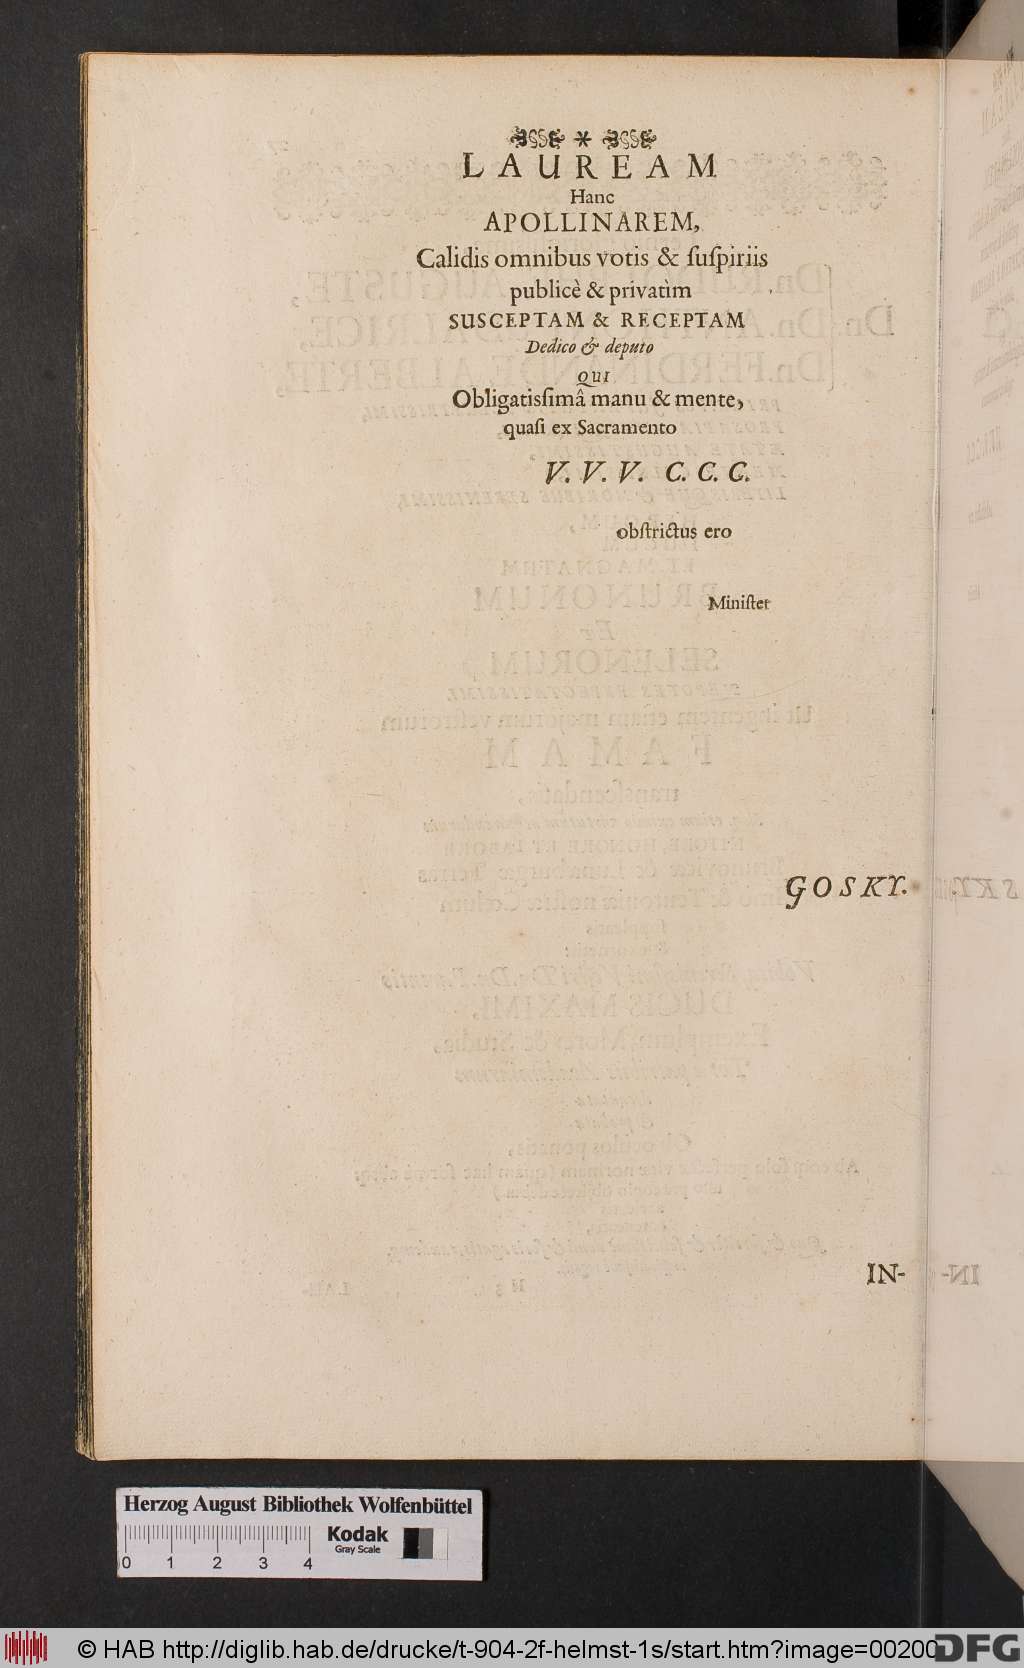 LAUREAM
Hanc
APOLLINAREM,
Calidis omnibus votis & ſuſpiriis
publicè & privatìm
SUSCEPTAM & RECEPTAM
Dedico & deputo
QUI
Obligatiſſimâ manu & mente,
quaſi ex Sacramento
V. V. V. C. C. C.
obſtrictus ero
Miniſter
GOSKY.
IN-
Herzog August Bibliothek Wolfenbüttel
Kodak
Gray Scale
0 1 2 3 4
© HAB http://diglib.hab.de/drucke/t-904-2f-helmst-1s/start.htm?image=00200
DFG